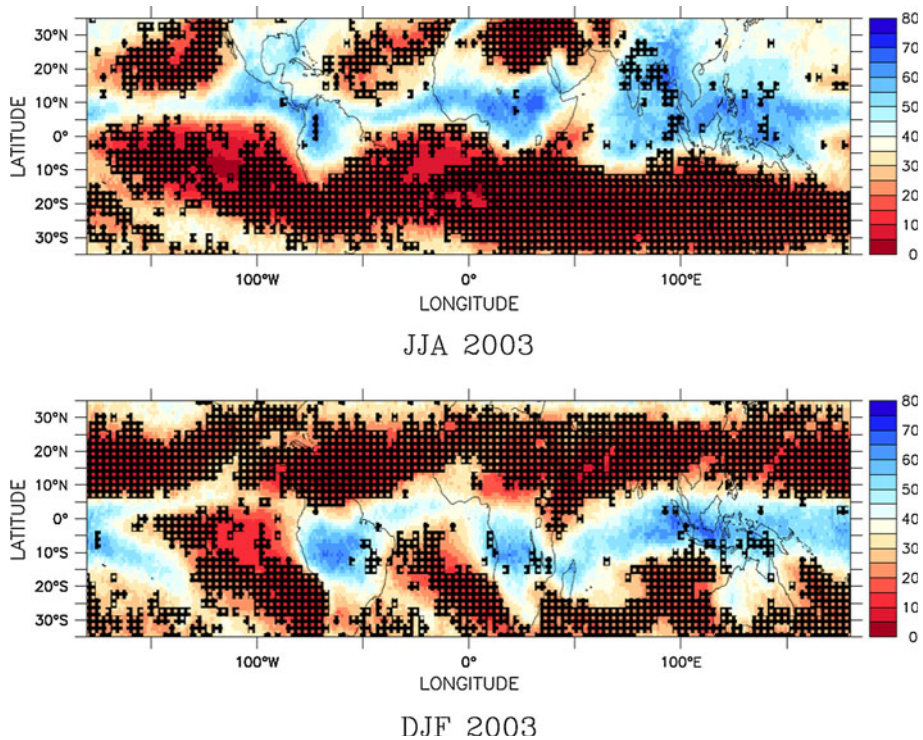 80
70
30°N
20°N
60
10°N
50
0°
40
10°S
30
20
20°S
10
30°S
0
LATITUDE
100°W
0°
100°E
LONGITUDE
JJA 2003
80
70
30°N
20°N
60
10°N
50
0°
40
10°S
30
20
20°S
10
30°S
0
LATITUDE
100°W
0°
100°E
LONGITUDE
DJF 2003